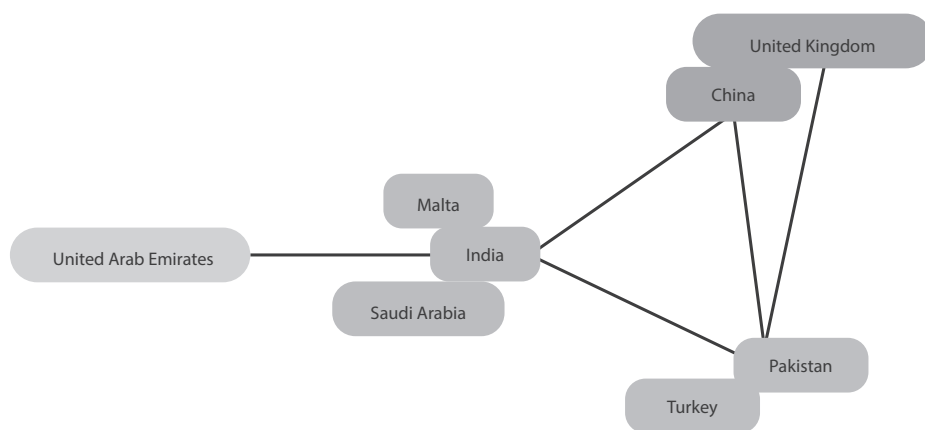 United Kingdom
China
Malta
India
United Arab Emirates
Saudi Arabia
Pakistan
Turkey